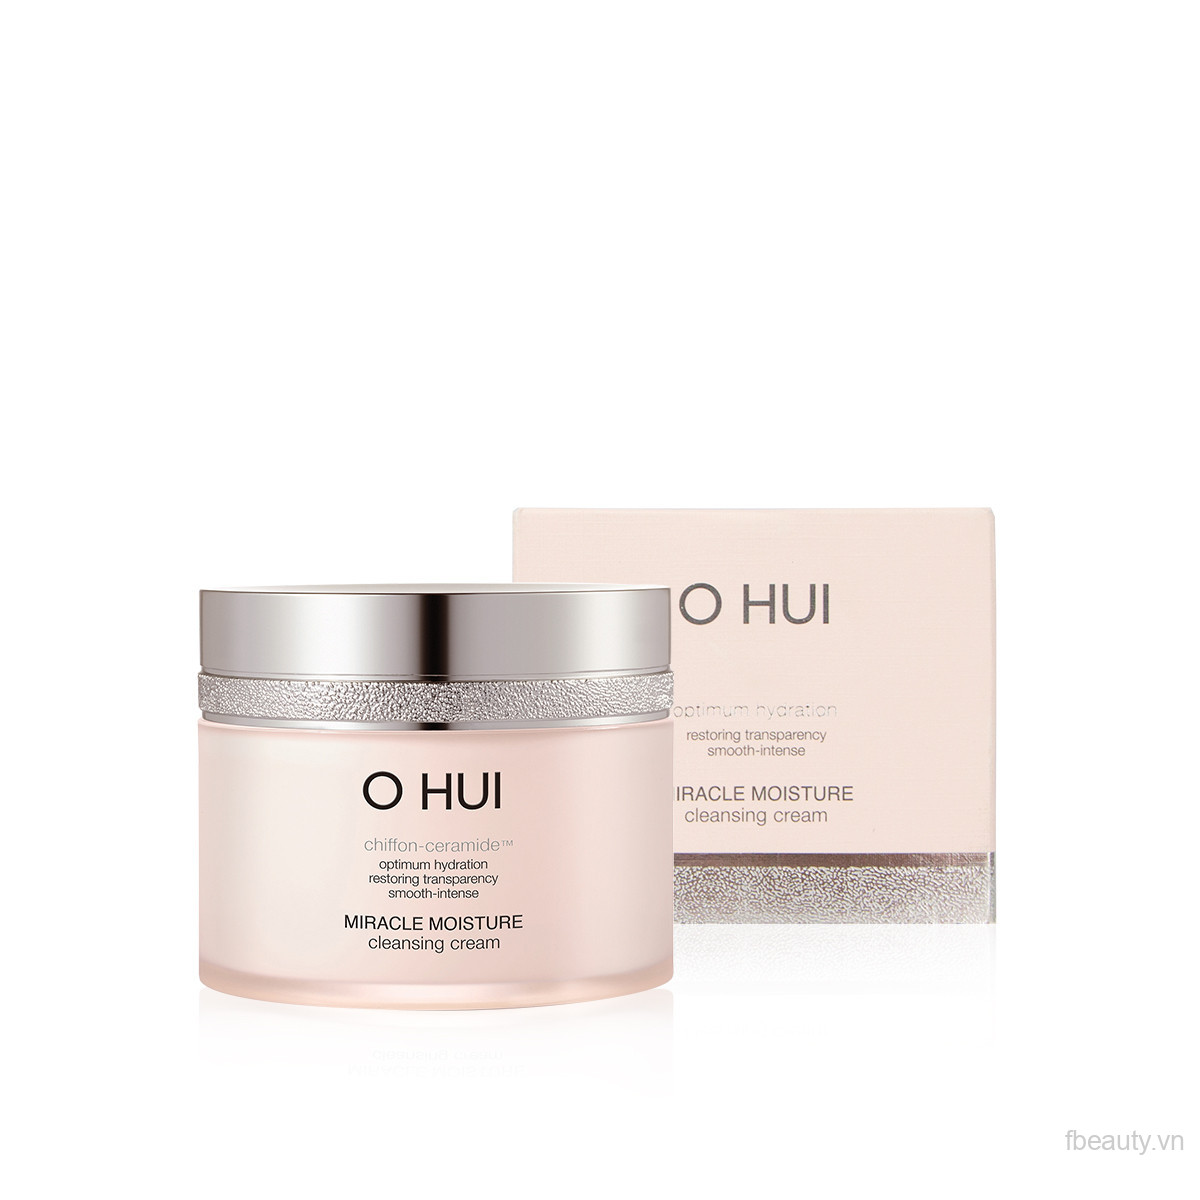 O HUI
chiffon-ceramide™
optimum hydration
restoring transparency
smooth-intense
MIRACLE MOISTURE
cleansing cream
O HUI
optimum hydration
restoring transparency
smooth-intense
MOISTURE
cleansing cream
fbeauty.vn